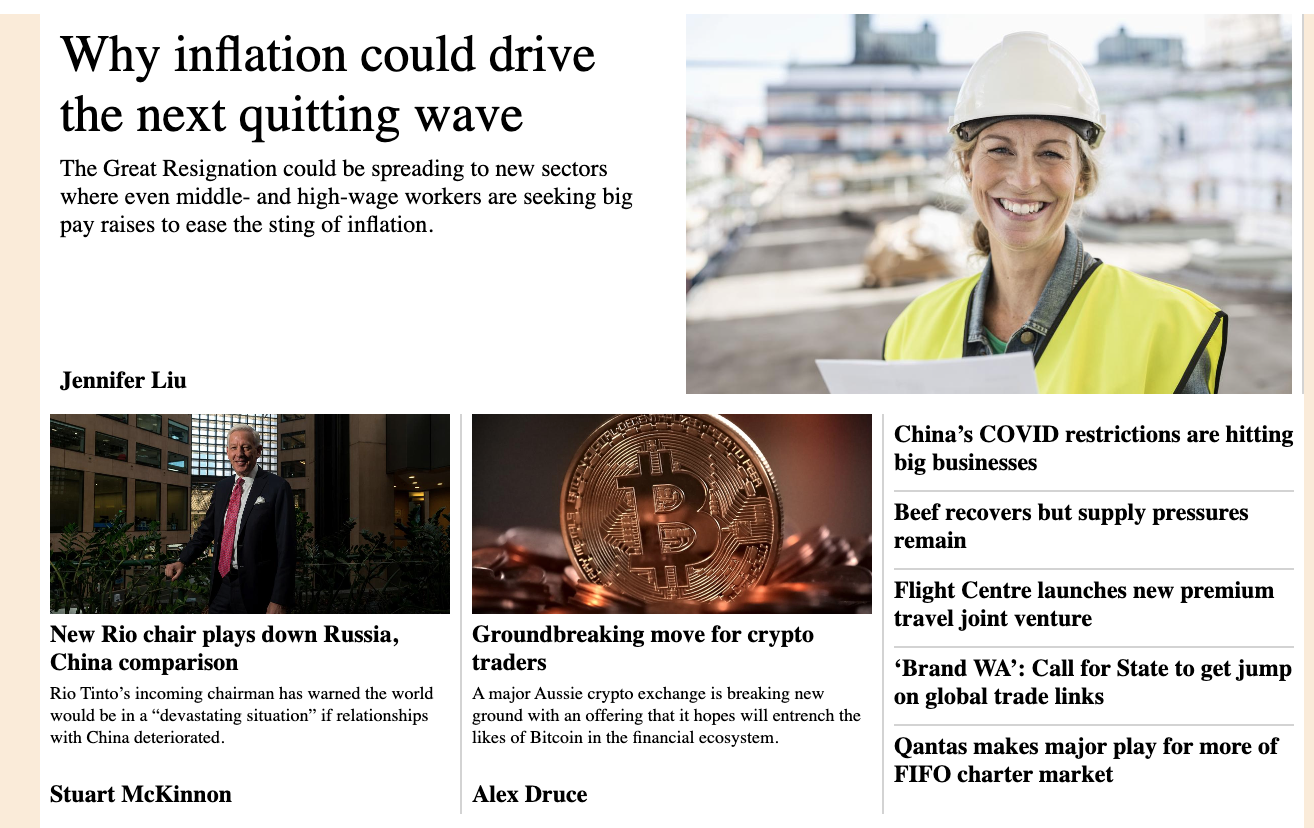 Why inflation could drive
the next quitting wave
The Great Resignation could be spreading to new sectors
where even middle- and high-wage workers are seeking big
pay raises to ease the sting of inflation.
Jennifer Liu
New Rio chair plays down Russia,
China comparison
Rio Tinto’s incoming chairman has warned the world
would be in a “devastating situation” if relationships
with China deteriorated.
Stuart McKinnon
Groundbreaking move for crypto
traders
A major Aussie crypto exchange is breaking new
ground with an offering that it hopes will entrench the
likes of Bitcoin in the financial ecosystem.
Alex Druce
China’s COVID restrictions are hitting
big businesses
Beef recovers but supply pressures
remain
Flight Centre launches new premium
travel joint venture
‘Brand WA’: Call for State to get jump
on global trade links
Qantas makes major play for more of
FIFO charter market